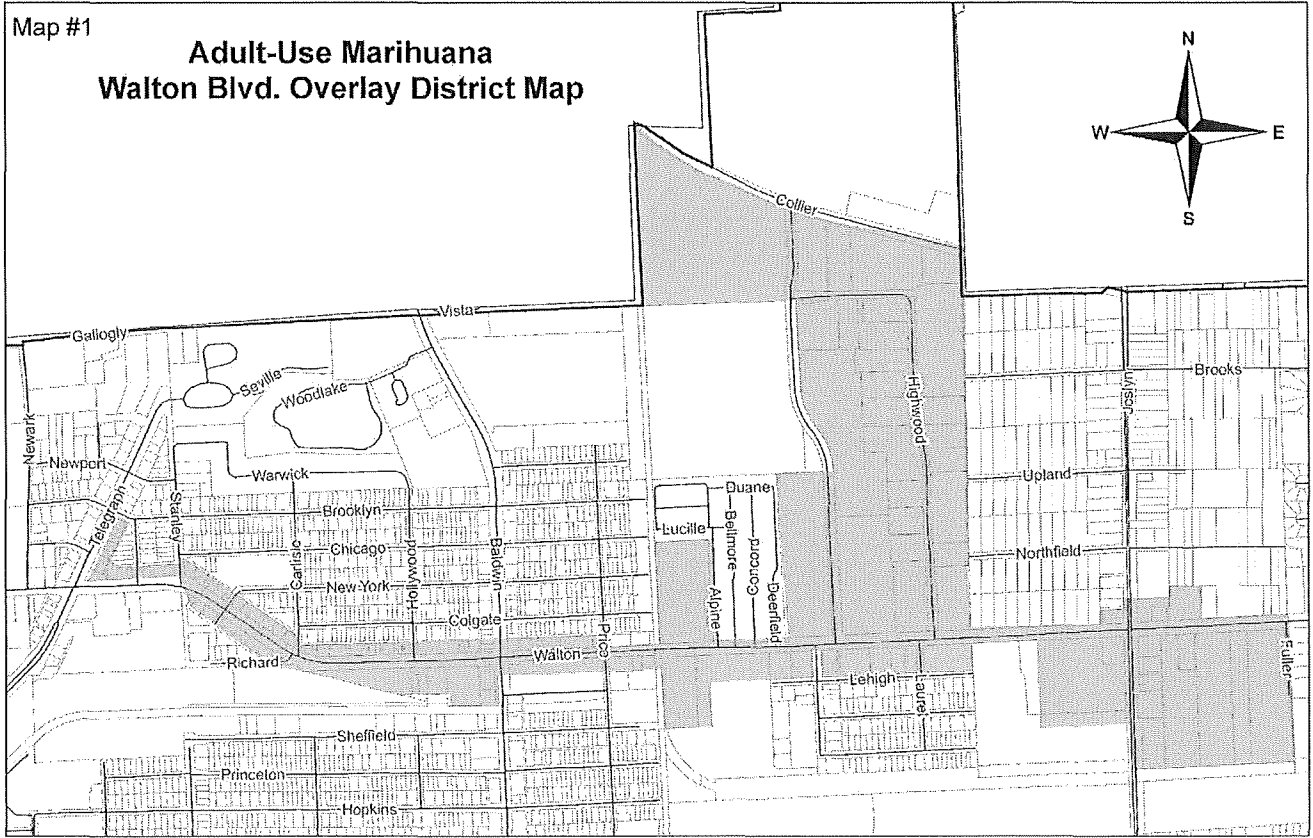 Map #1
Adult-Use Marihuana
Walton Blvd. Overlay District Map
N
W
E
S
Collier
Vista
Gallogly
Seville
Woodlake
Newark
Highwood
Joslyn
Brooks
Newport
Warwick
Upland
Telegraph
Stanley
Brooklyn
Duane
Lucille
Bellmore
Concord
Deerfield
Alpine
Northfield
Chicago
Carlisle
Hollywood
Baldwin
New York
Colgate
Price
Walton
Richard
Lehigh
Laurel
Fuller
Sheffield
Princeton
Hopkins